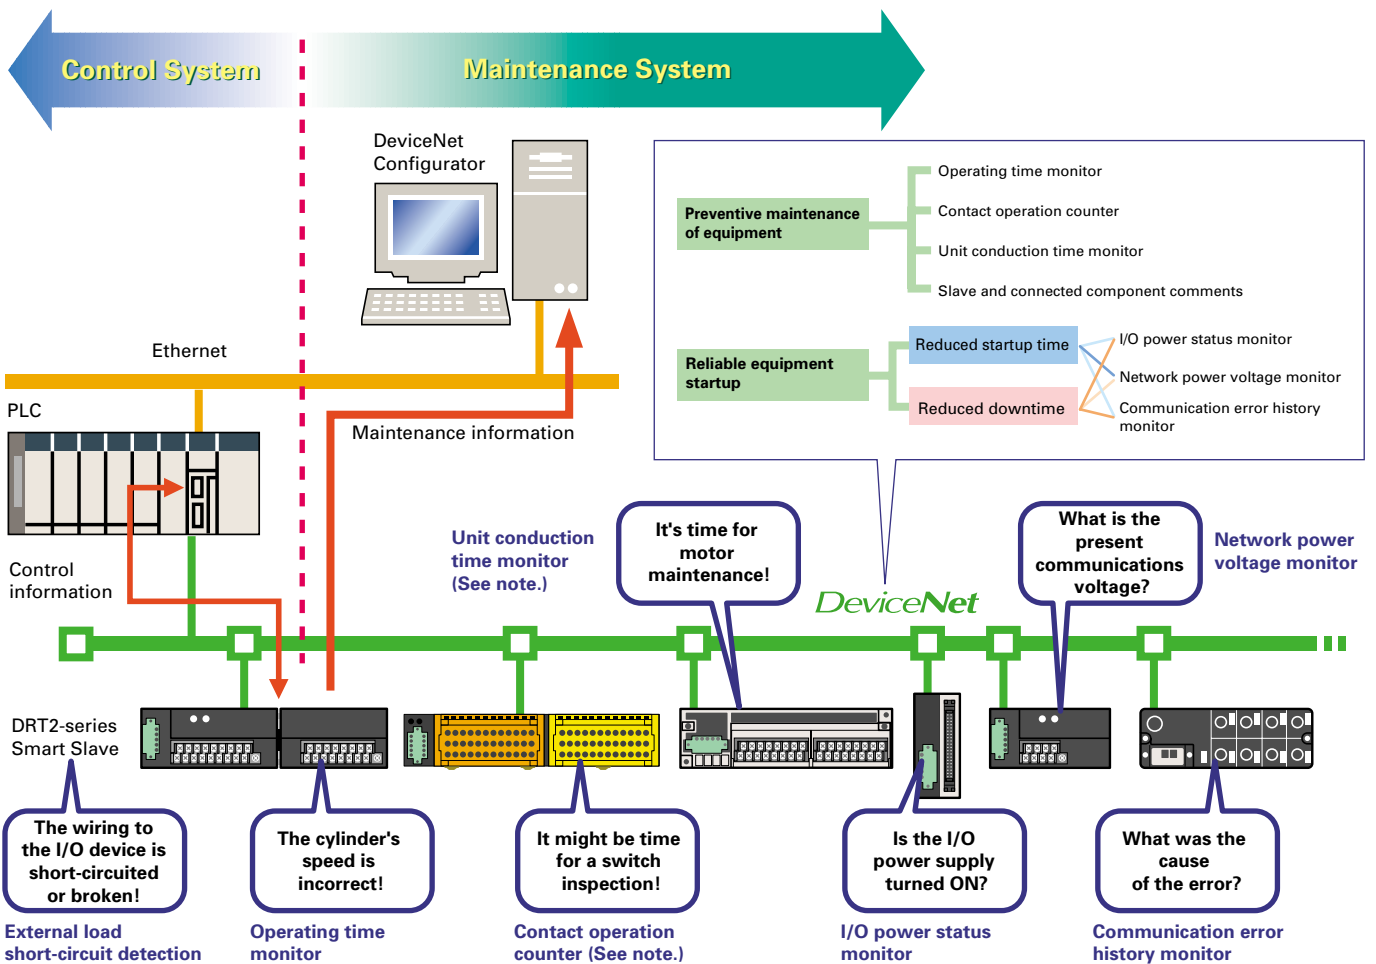 Control System
Maintenance System
DeviceNet
Configurator
Preventive maintenance
of equipment
Operating time monitor
Contact operation counter
Unit conduction time monitor
Slave and connected component comments
Reliable equipment
startup
Reduced startup time
Reduced downtime
I/O power status monitor
Network power voltage monitor
Communication error history
monitor
Ethernet
PLC
Maintenance information
Control
information
Unit conduction
time monitor
(See note.)
It's time for
motor
maintenance!
DeviceNet
What is the
present
communications
voltage?
Network power
voltage monitor
DRT2-series
Smart Slave
The wiring to
the I/O device is
short-circuited
or broken!
The cylinder's
speed is
incorrect!
It might be time
for a switch
inspection!
Is the I/O
power supply
turned ON?
What was the
cause
of the error?
External load
short-circuit detection
Operating time
monitor
Contact operation
counter (See note.)
I/O power status
monitor
Communication error
history monitor